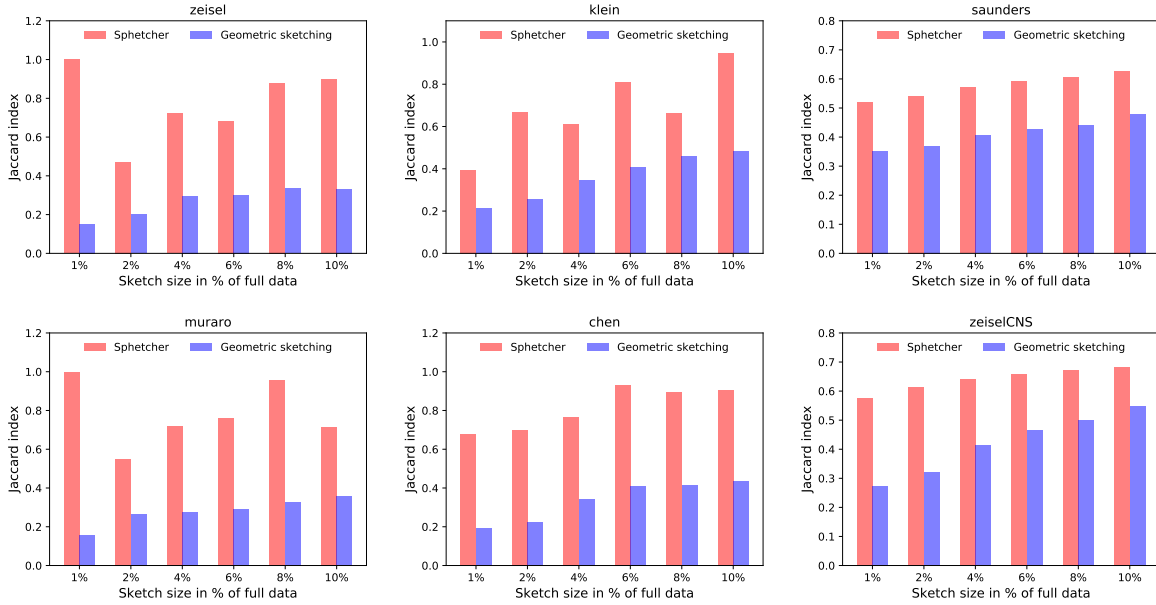 zeisel
1.2
1.0
0.8
0.6
0.4
0.2
0.0
Jaccard index
Sphetcher Geometric sketching
1% 2% 4% 6% 8% 10%
Sketch size in % of full data
klein
1.0
0.8
0.6
0.4
0.2
0.0
Jaccard index
Sphetcher Geometric sketching
1% 2% 4% 6% 8% 10%
Sketch size in % of full data
saunders
0.8
0.7
0.6
0.5
0.4
0.3
0.2
0.1
0.0
Jaccard index
Sphetcher Geometric sketching
1% 2% 4% 6% 8% 10%
Sketch size in % of full data
muraro
1.2
1.0
0.8
0.6
0.4
0.2
0.0
Jaccard index
Sphetcher Geometric sketching
1% 2% 4% 6% 8% 10%
Sketch size in % of full data
chen
1.2
1.0
0.8
0.6
0.4
0.2
0.0
Jaccard index
Sphetcher Geometric sketching
1% 2% 4% 6% 8% 10%
Sketch size in % of full data
zeiselCNS
0.8
0.7
0.6
0.5
0.4
0.3
0.2
0.1
0.0
Jaccard index
Sphetcher Geometric sketching
1% 2% 4% 6% 8% 10%
Sketch size in % of full data